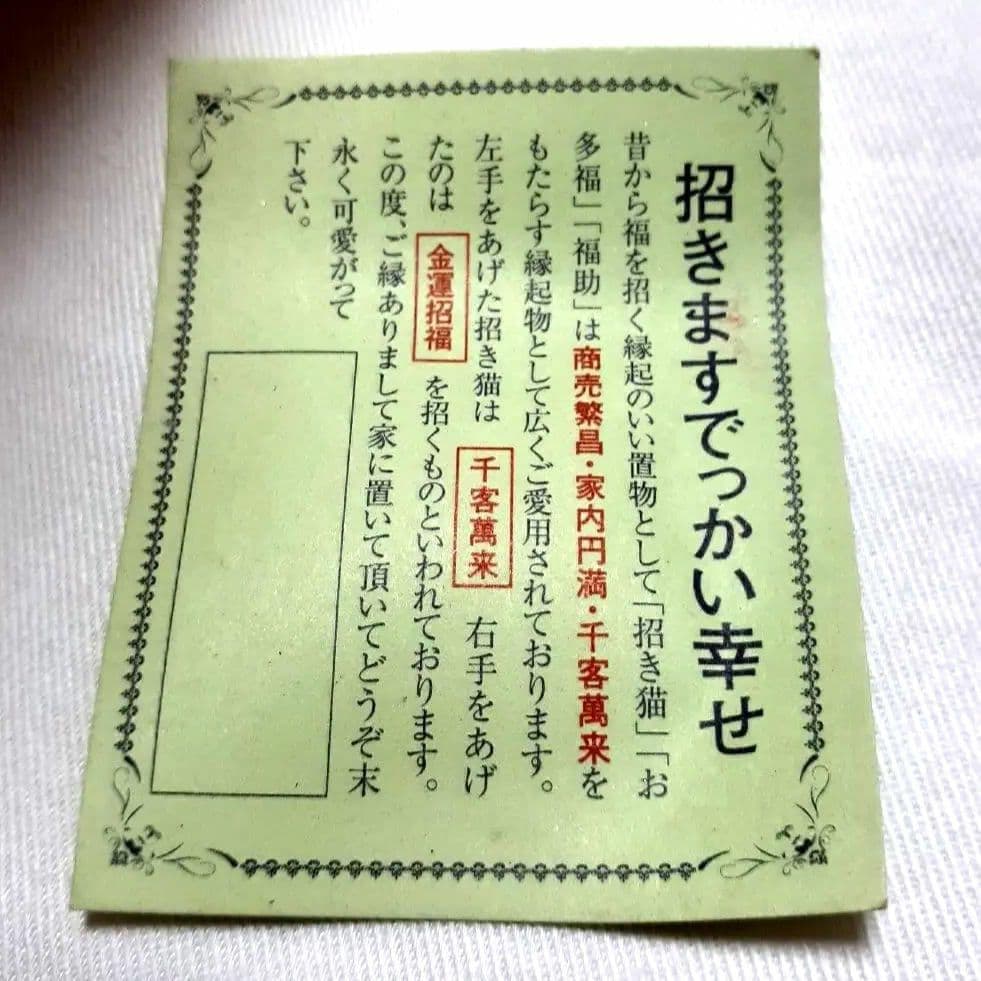 招きますでっかい幸せ
昔から福を招く縁起のいい置物として「招き猫」「お
多福」「福助」は商売繁昌・家内円満・千客萬来を
もたらす縁起物として広くご愛用されております。
左手をあげた招き猫は 千客萬来 右手をあげ
たのは 金運招福 を招くものといわれております。
この度、ご縁ありまして家に置いて頂いてどうぞ末
永く可愛がって
下さい。